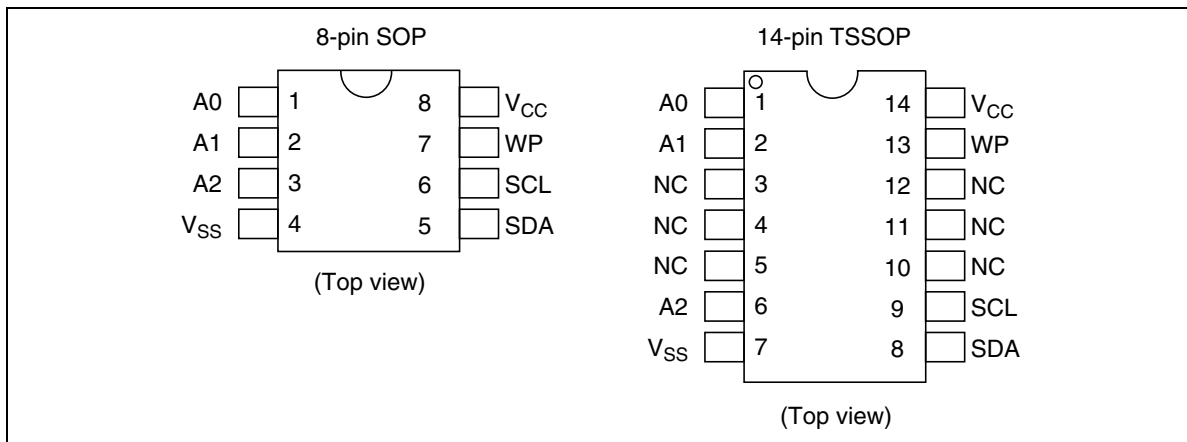 8-pin SOP
A0 1 8 VCC
A1 2 7 WP
A2 3 6 SCL
VSS 4 5 SDA
(Top view)
14-pin TSSOP
A0 1 14 VCC
A1 2 13 WP
NC 3 12 NC
NC 4 11 NC
NC 5 10 NC
A2 6 9 SCL
VSS 7 8 SDA
(Top view)